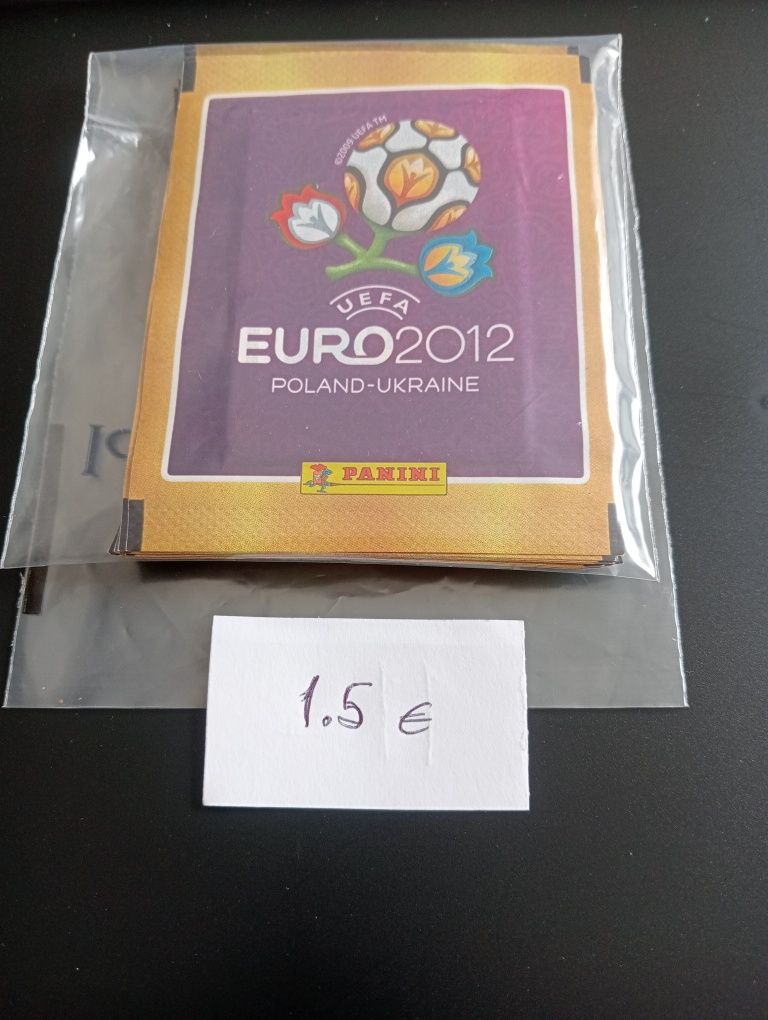 ©2009 UEFA TM
UEFA
EURO2012
POLAND-UKRAINE
PANINI
1.5 €